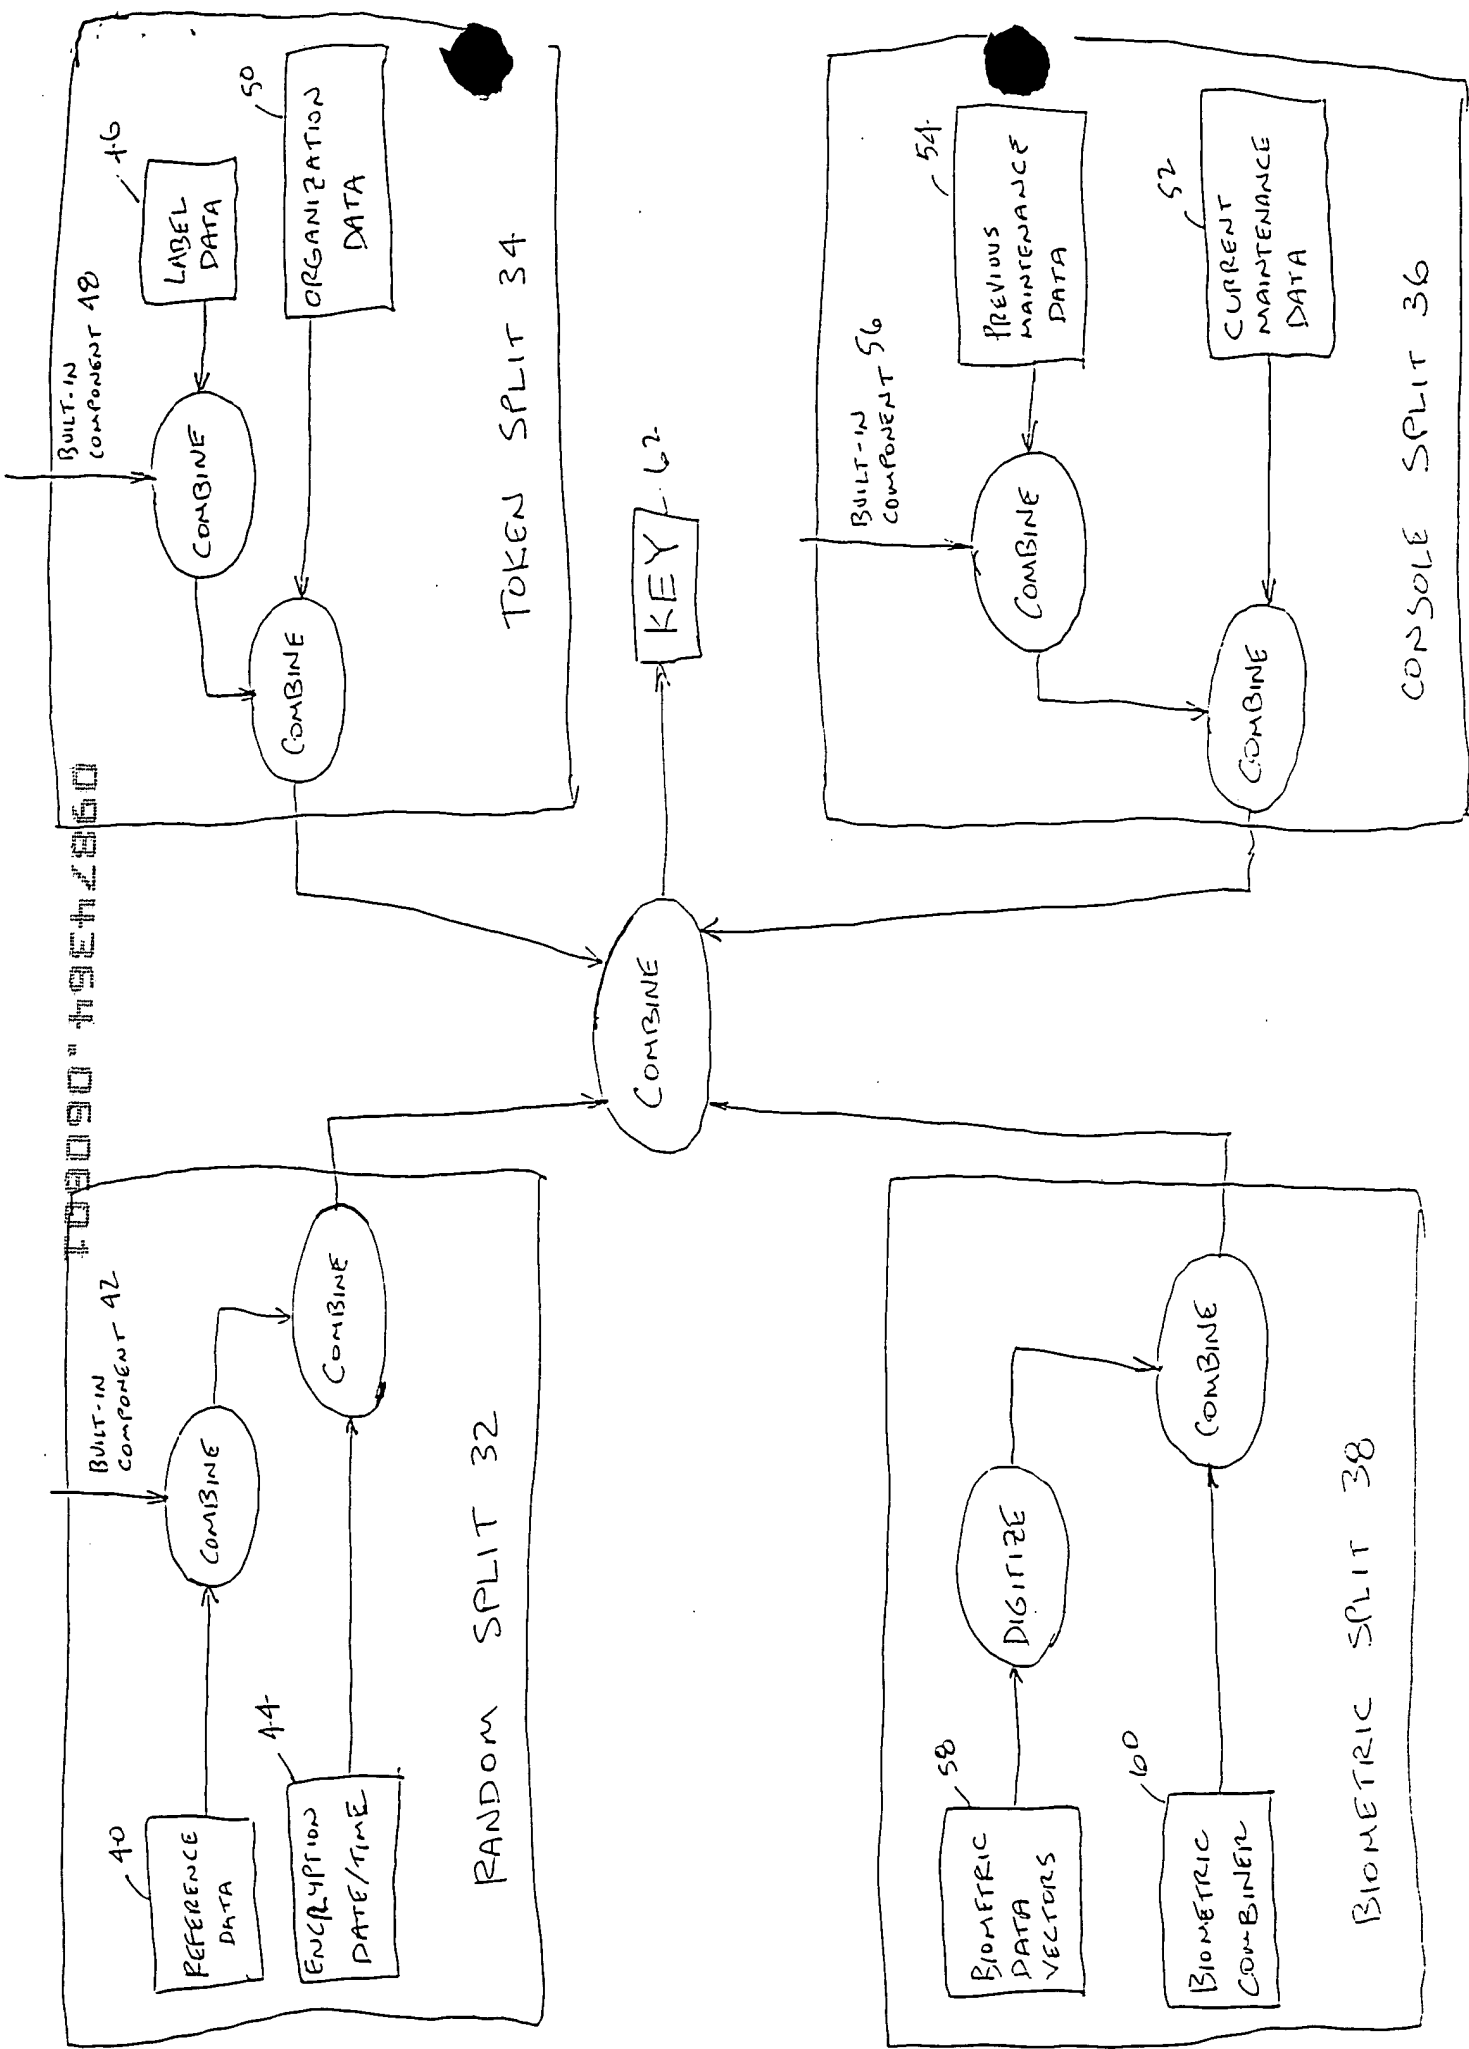 BUILT-IN
COMPONENT 42
40
REFERENCE
DATA
COMBINE
44
ENCRYPTION
DATE/TIME
COMBINE
RANDOM SPLIT 32
BUILT-IN
COMPONENT 48
46
LABEL
DATA
COMBINE
50
ORGANIZATION
DATA
COMBINE
TOKEN SPLIT 34
COMBINE
KEY
62
58
BIOMETRIC
DATA
VECTORS
DIGITIZE
60
BIOMETRIC
COMBINER
COMBINE
BIOMETRIC SPLIT 38
BUILT-IN
COMPONENT 56
54
PREVIOUS
MAINTENANCE
DATA
COMBINE
52
CURRENT
MAINTENANCE
DATA
COMBINE
CONSOLE SPLIT 36